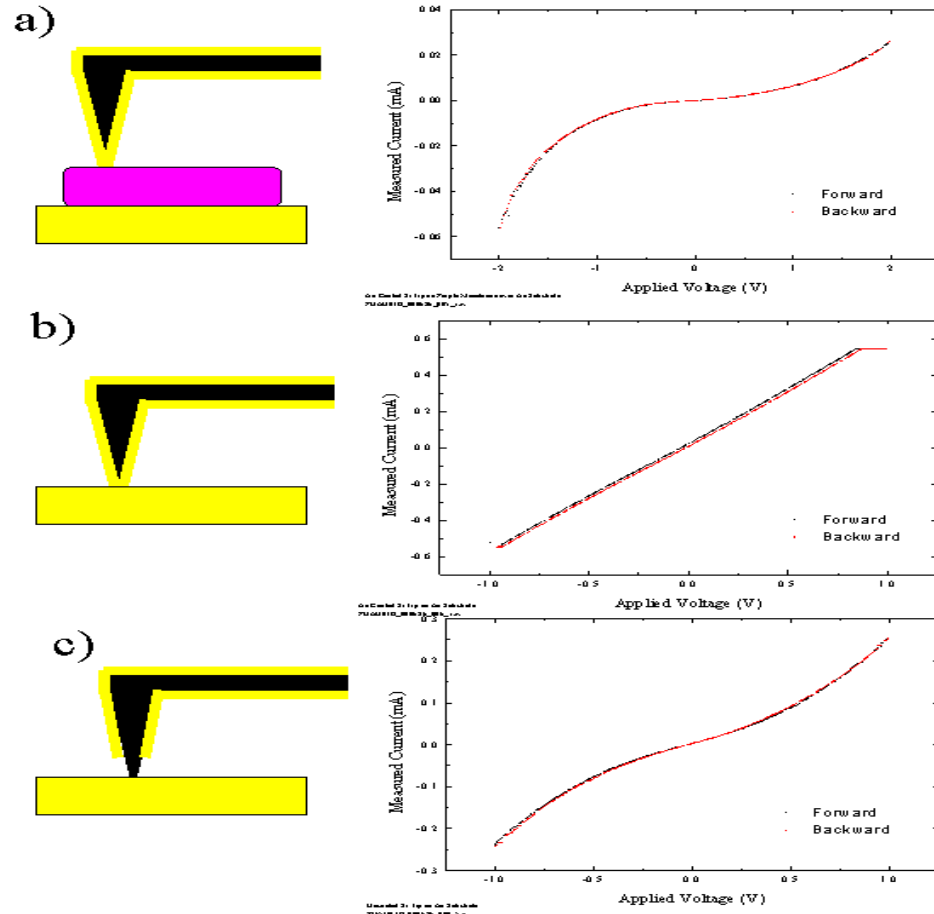 a)
0.04
0.02
0.00
-0.02
-0.04
-0.06
Measured Current (mA)
Forward
Backward
-2
-1
0
1
2
Applied Voltage (V)
b)
0.6
0.4
0.2
0.0
-0.2
-0.4
-0.6
Measured Current (mA)
Forward
Backward
-1.0
-0.5
0.0
0.5
1.0
Applied Voltage (V)
c)
0.3
0.2
0.1
0.0
-0.1
-0.2
-0.3
Measured Current (mA)
Forward
Backward
-1.0
-0.5
0.0
0.5
1.0
Applied Voltage (V)